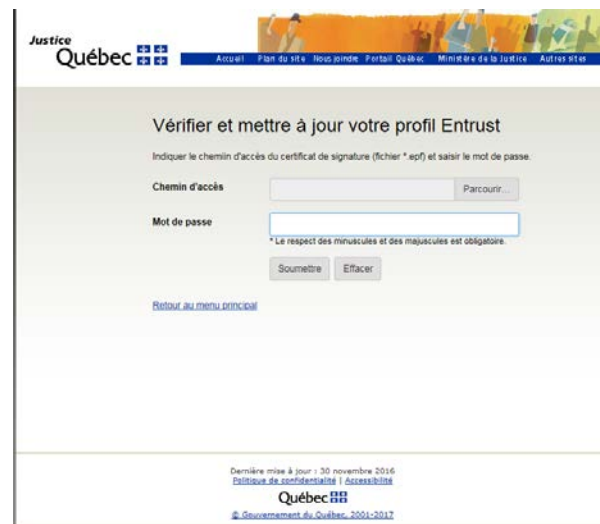 Justice
Québec
Accueil Plan du site Nous joindre Portail Québec Ministère de la Justice Autres sites
Vérifier et mettre à jour votre profil Entrust
Indiquer le chemiin d'accès du certificat de signature (fichier *.epf) et saisir le mot de passe.
Chemin d'accès Parcourir...
Mot de passe
* Le respect des minuscules et des majuscules est obligatoire.
Soumettre Effacer
Retour au menu principal
Dernière mise à jour : 30 novembre 2016
Politique de confidentialité | Accessibilité
Québec
© Gouvernement du Québec, 2001-2017